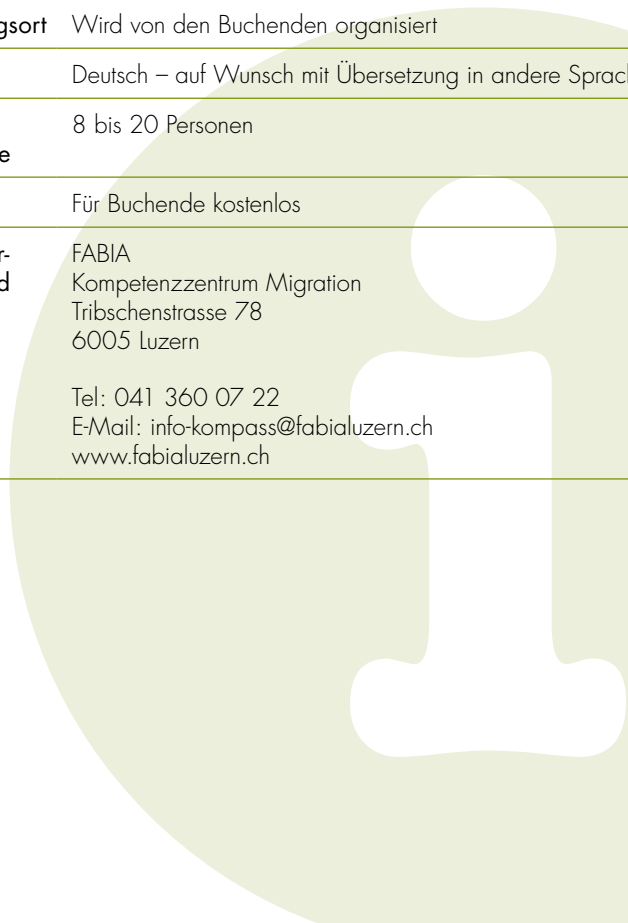 gsort Wird von den Buchenden organisiert
Deutsch – auf Wunsch mit Übersetzung in andere Sprach
8 bis 20 Personen
e
Für Buchende kostenlos
r- FABIA
d Kompetenzzentrum Migration
Tribschenstrasse 78
6005 Luzern
Tel: 041 360 07 22
E-Mail: info-kompass@fabialuzern.ch
www.fabialuzern.ch